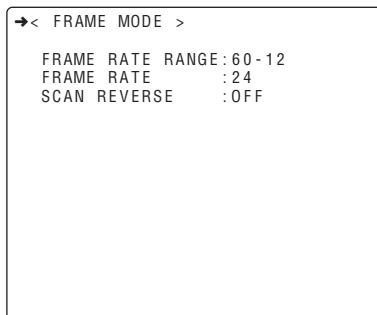 ➔< FRAME MODE >
FRAME RATE RANGE:60-12
FRAME RATE :24
SCAN REVERSE :OFF